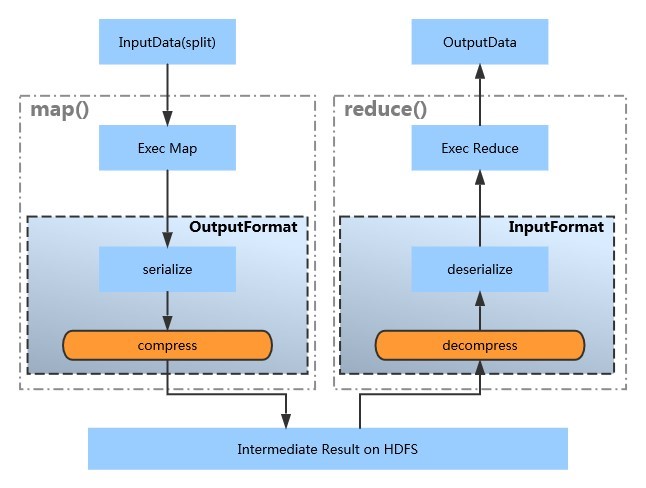 InputData(split)
OutputData
map()
reduce()
Exec Map
Exec Reduce
OutputFormat
InputFormat
serialize
deserialize
compress
decompress
Intermediate Result on HDFS